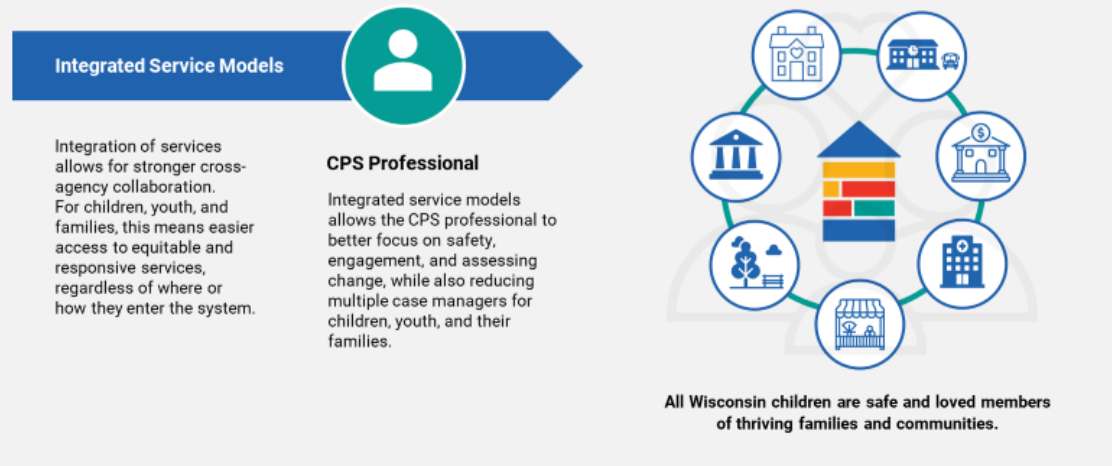 Integrated Service Models
Integration of services
allows for stronger cross-
agency collaboration.
For children, youth, and
families, this means easier
access to equitable and
responsive services,
regardless of where or
how they enter the system.
CPS Professional
Integrated service models
allows the CPS professional to
better focus on safety,
engagement, and assessing
change, while also reducing
multiple case managers for
children, youth, and their
families.
$
All Wisconsin children are safe and loved members
of thriving families and communities.